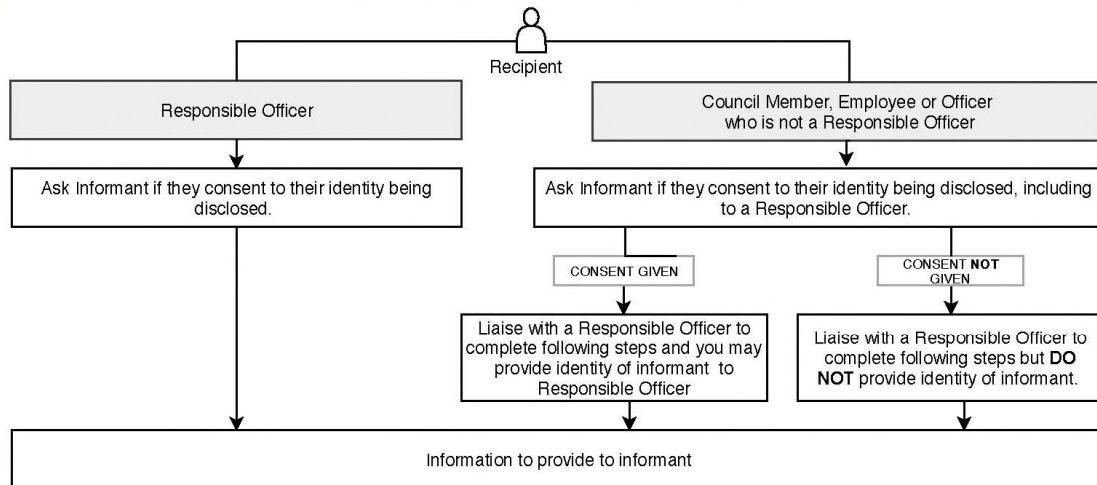 Recipient
Responsible Officer
Council Member, Employee or Officer
who is not a Responsible Officer
Ask Informant if they consent to their identity being
disclosed.
Ask Informant if they consent to their identity being disclosed, including
to a Responsible Officer.
CONSENT GIVEN
CONSENT NOT
GIVEN
Liaise with a Responsible Officer to
complete following steps and you may
provide identity of informant to
Responsible Officer
Liaise with a Responsible Officer to
complete following steps but DO
NOT provide identity of informant.
Information to provide to informant